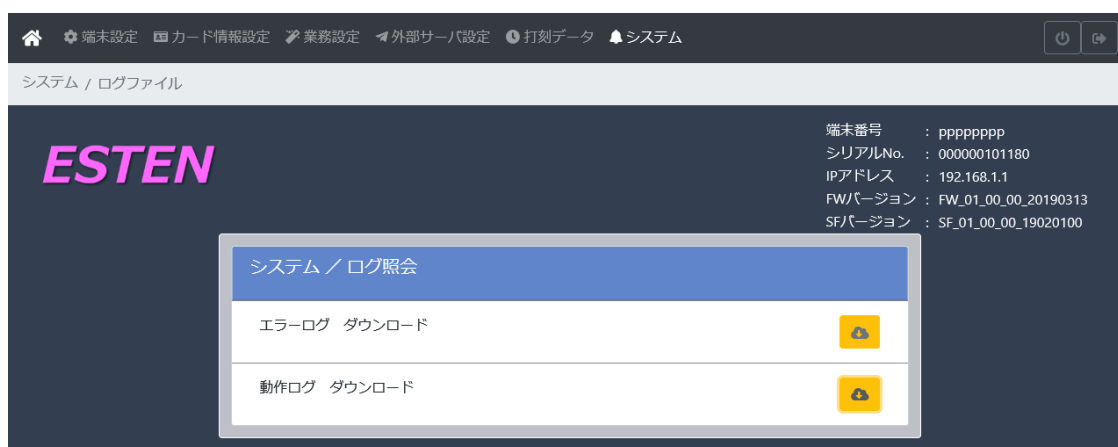 端末設定 カード情報設定 業務設定 外部サーバ設定 打刻データ システム
システム / ログファイル
ESTEN
端末番号 : pppppppp
シリアルNo. : 000000101180
IPアドレス : 192.168.1.1
FWバージョン : FW_01_00_00_20190313
SFバージョン : SF_01_00_00_19020100
システム ／ ログ照会
エラーログ ダウンロード
動作ログ ダウンロード